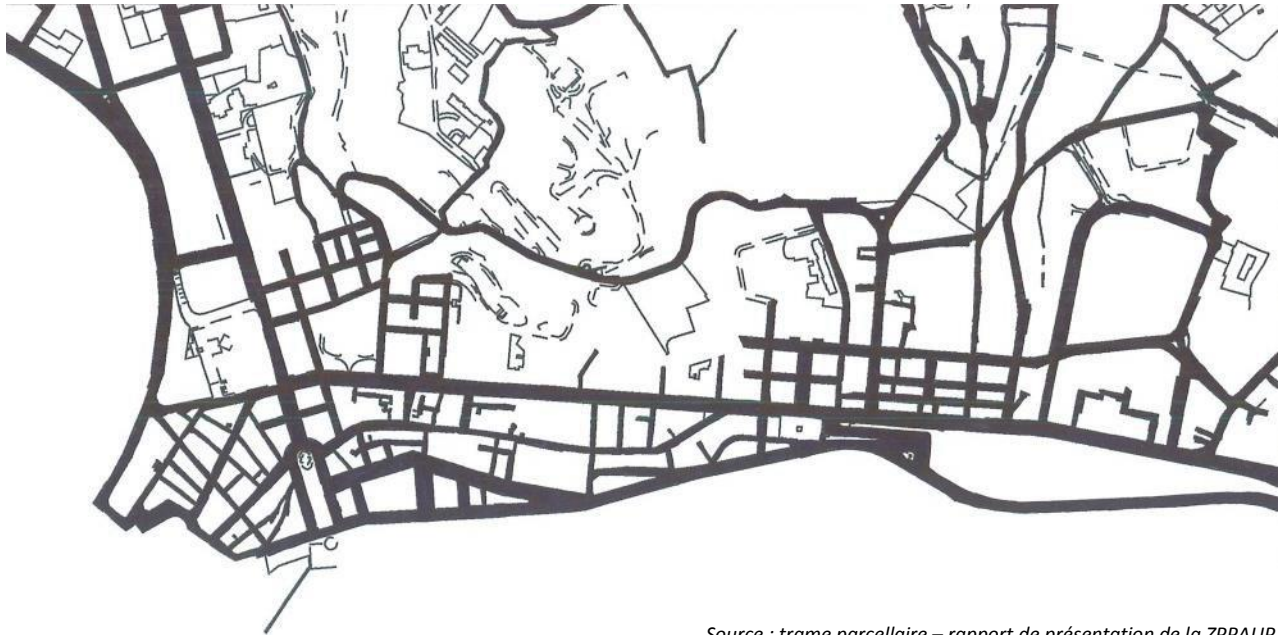 Source : trame parcellaire – rapport de présentation de la ZPPAUP